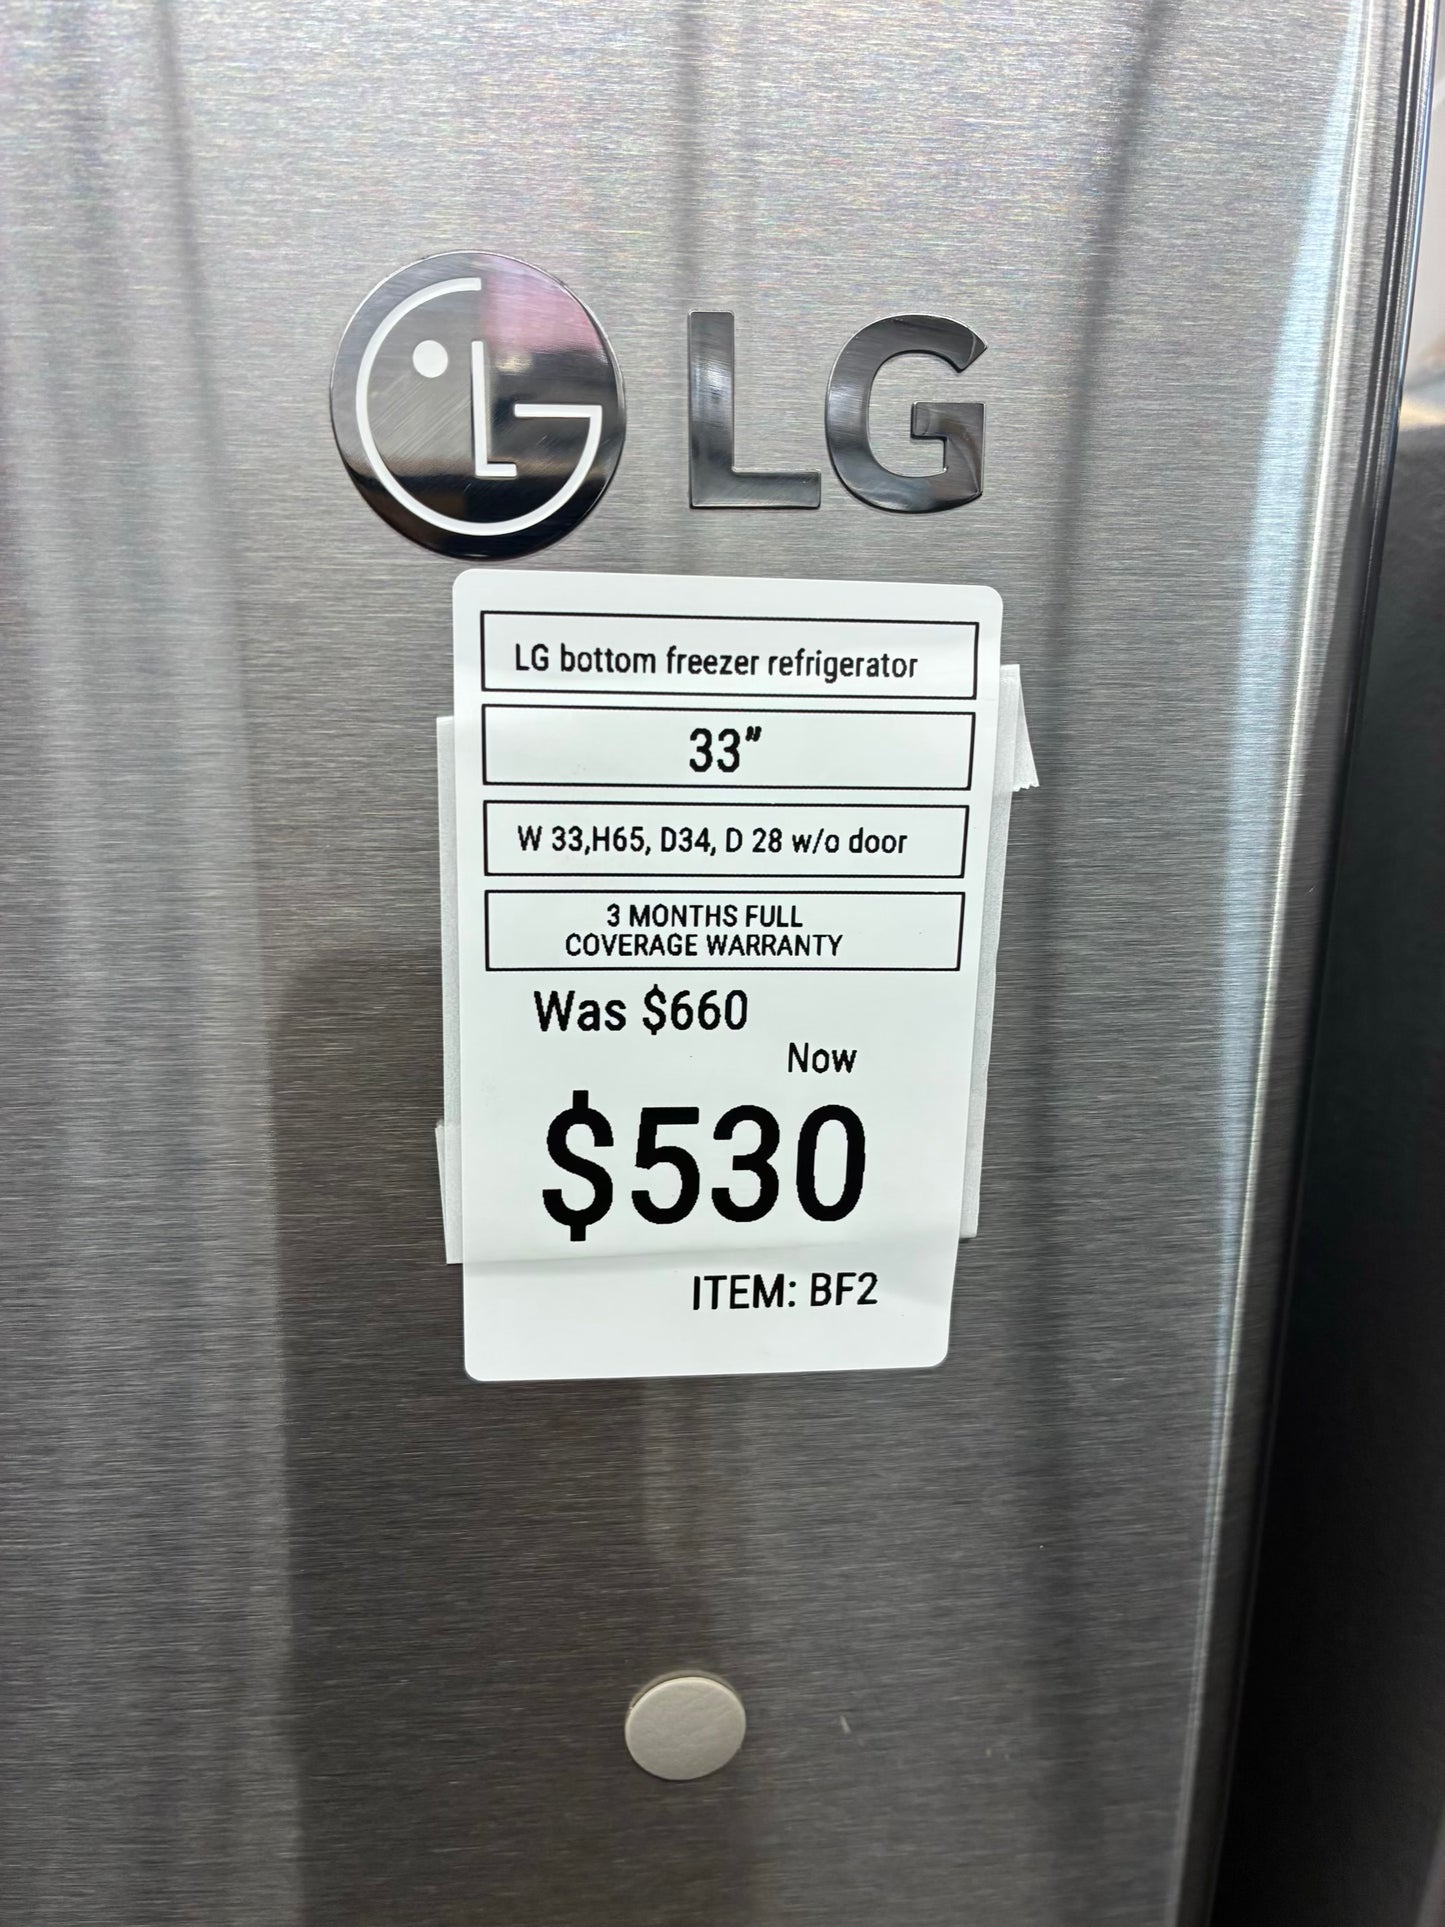 LG
LG bottom freezer refrigerator
33"
W 33,H65, D34, D 28 w/o door
3 MONTHS FULL
COVERAGE WARRANTY
Was $660
Now
$530
ITEM: BF2